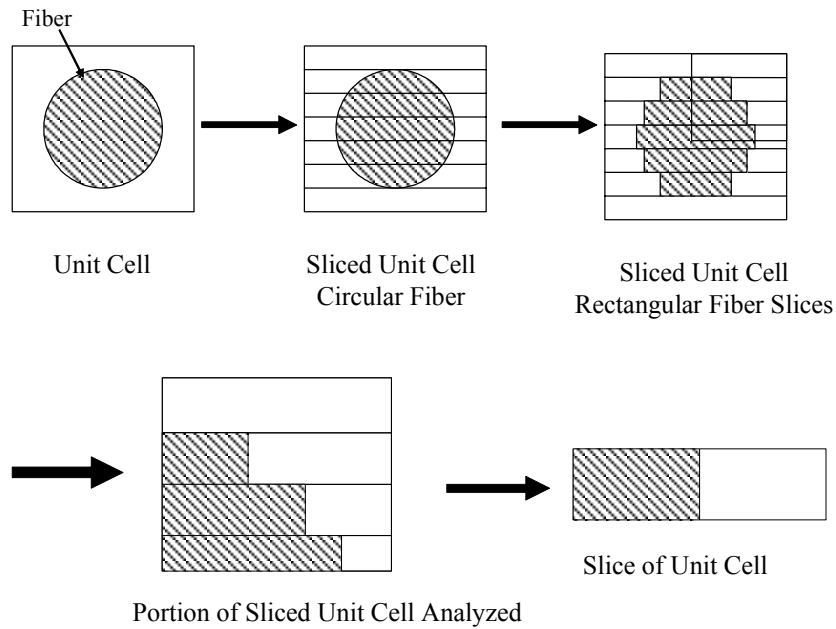 Fiber
Unit Cell
Sliced Unit Cell
Circular Fiber
Sliced Unit Cell
Rectangular Fiber Slices
Portion of Sliced Unit Cell Analyzed
Slice of Unit Cell